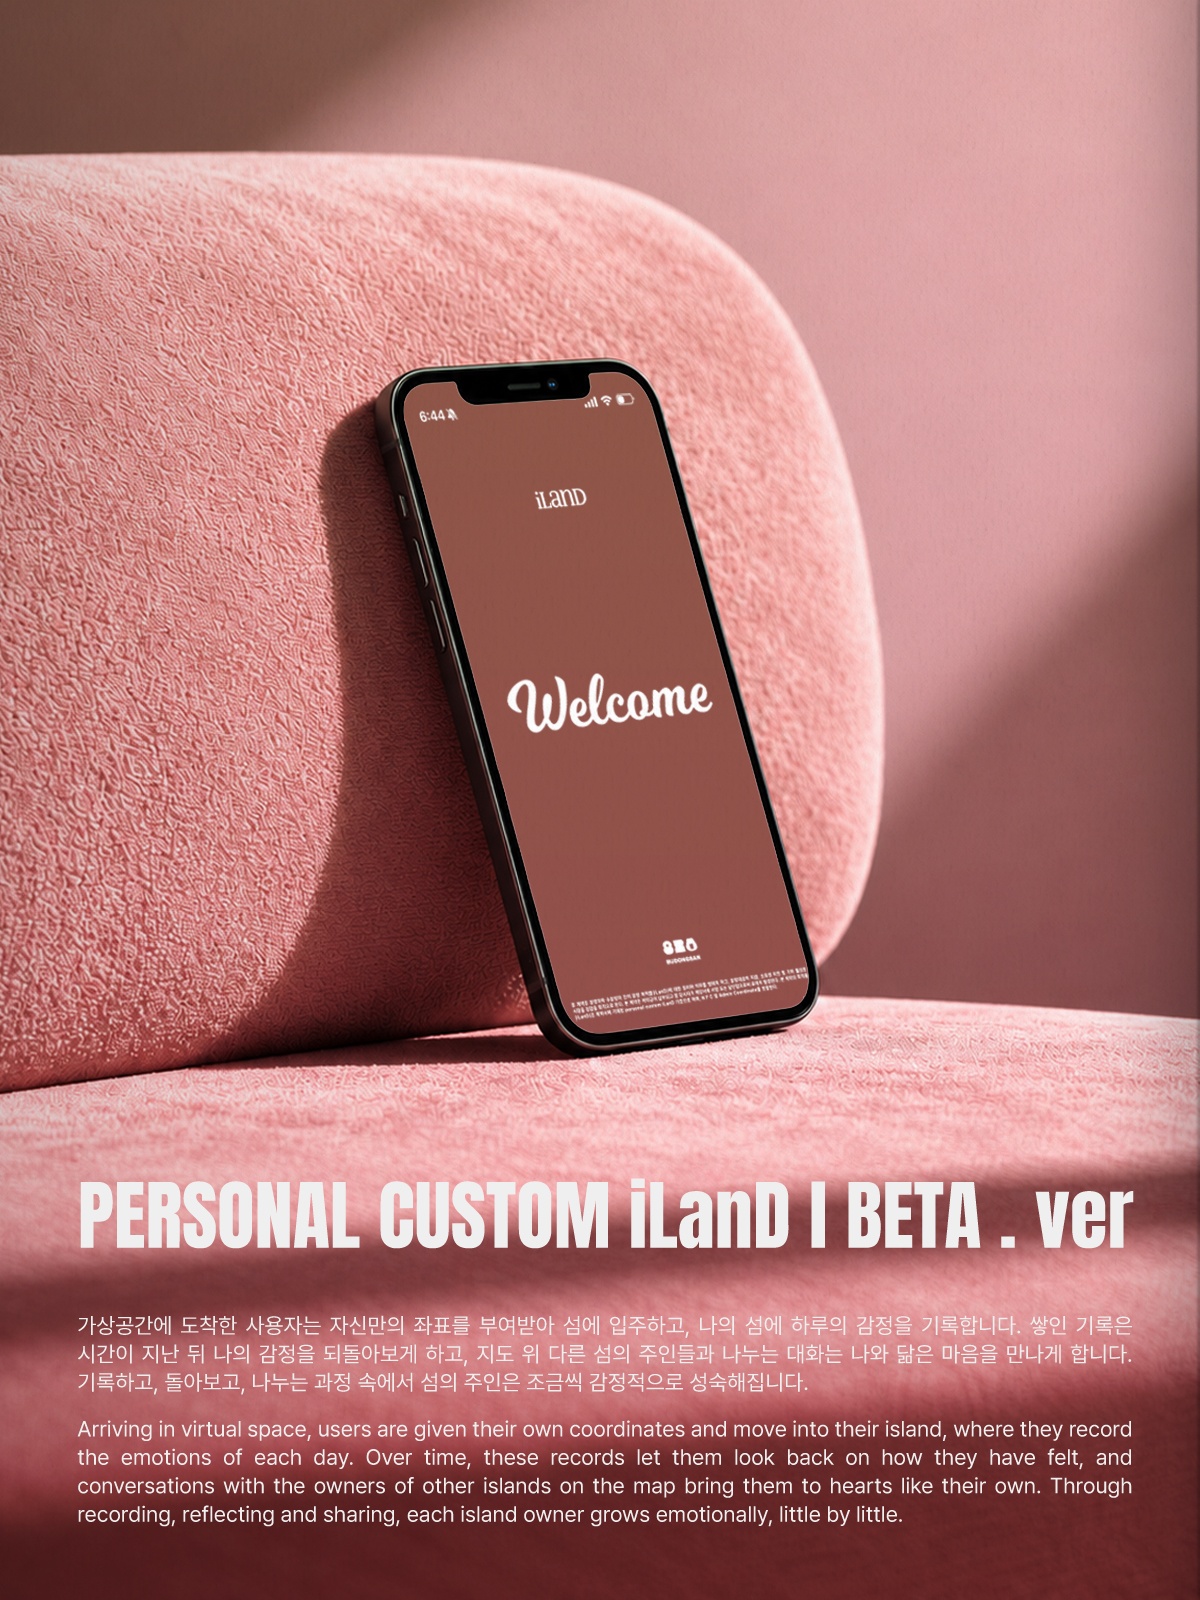 6:44
iLanD
Welcome
BUDONGSAN
PERSONAL CUSTOM iLanD I BETA . ver
가상공간에 도착한 사용자는 자신만의 좌표를 부여받아 섬에 입주하고, 나의 섬에 하루의 감정을 기록합니다. 쌓인 기록은
시간이 지난 뒤 나의 감정을 되돌아보게 하고, 지도 위 다른 섬의 주인들과 나누는 대화는 나와 닮은 마음을 만나게 합니다.
기록하고, 돌아보고, 나누는 과정 속에서 섬의 주인은 조금씩 감정적으로 성숙해집니다.
Arriving in virtual space, users are given their own coordinates and move into their island, where they record
the emotions of each day. Over time, these records let them look back on how they have felt, and
conversations with the owners of other islands on the map bring them to hearts like their own. Through
recording, reflecting and sharing, each island owner grows emotionally, little by little.